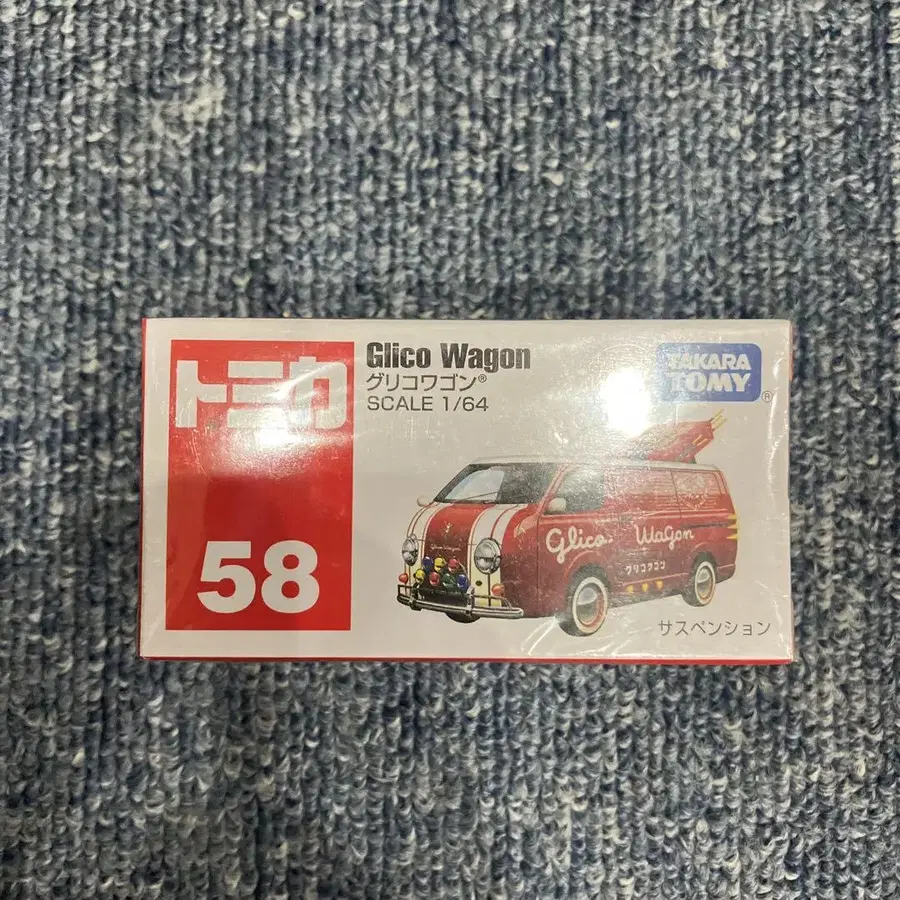 トミカ
58
Glico Wagon
グリコワゴン®
SCALE 1/64
TAKARA
TOMY®
Glico Wagon
グリコワゴン
サスペンション